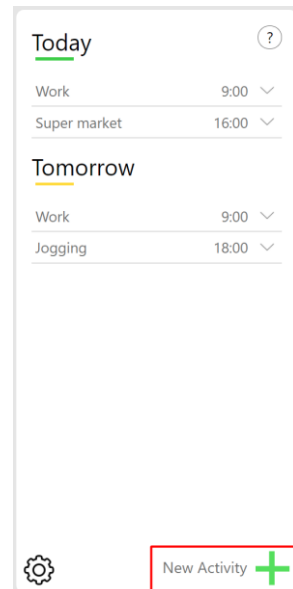 Today
?
Work 9:00
Super market 16:00
Tomorrow
Work 9:00
Jogging 18:00
New Activity